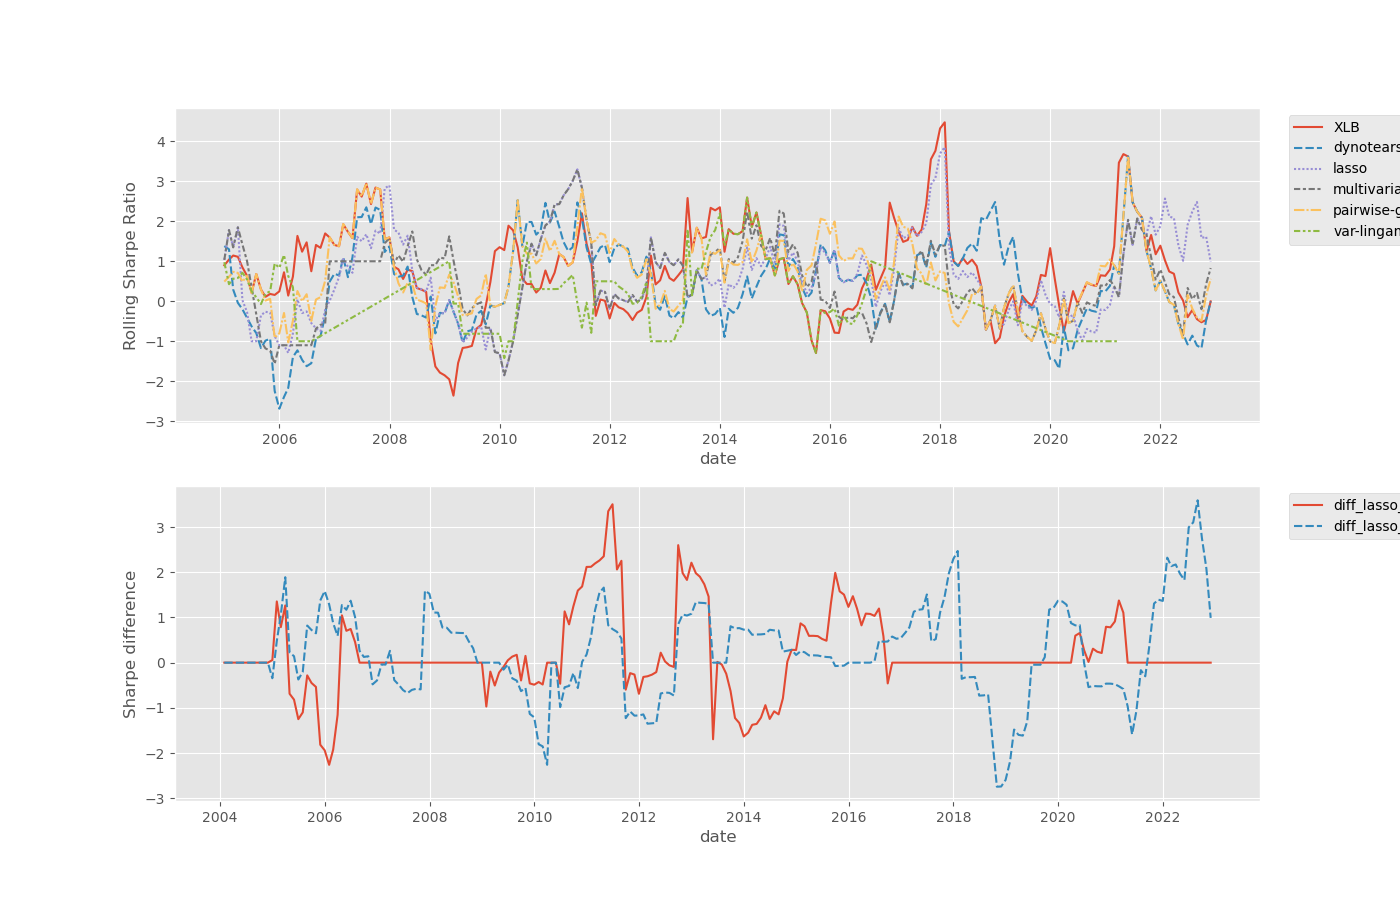 4
3
2
1
0
−1
−2
−3
Rolling Sharpe Ratio
2006 2008 2010 2012 2014 2016 2018 2020 2022
date
XLB
dynotears
lasso
multivaria
pairwise-g
var-lingam
3
2
1
0
−1
−2
−3
Sharpe difference
2004 2006 2008 2010 2012 2014 2016 2018 2020 2022
date
diff_lasso_
diff_lasso_